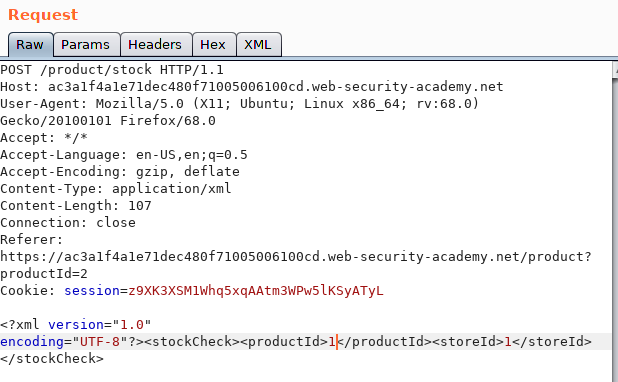 Request
Raw Params Headers Hex XML
POST /product/stock HTTP/1.1
Host: ac3a1f4a1e71dec480f71005006100cd.web-security-academy.net
User-Agent: Mozilla/5.0 (X11; Ubuntu; Linux x86_64; rv:68.0)
Gecko/20100101 Firefox/68.0
Accept: */*
Accept-Language: en-US,en;q=0.5
Accept-Encoding: gzip, deflate
Content-Type: application/xml
Content-Length: 107
Connection: close
Referer:
https://ac3a1f4a1e71dec480f71005006100cd.web-security-academy.net/product?
productId=2
Cookie: session=z9XK3XSM1Whq5xqAAtm3WPw5lKSyATyL
<?xml version="1.0"
encoding="UTF-8"?><stockCheck><productId>1</productId><storeId>1</storeId>
</stockCheck>